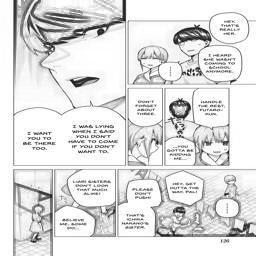 HEY,
THAT'S
REALLY
HER.
I HEARD
SHE WASN'T
COMING TO
SCHOOL
ANYMORE.
HANDLE
THE REST,
FUTARO-
KUN.
DON'T
FORGET
ABOUT
THREE.
...YOU
GOTTA BE
KIDDING
ME...
I WAS LYING
WHEN I SAID
YOU DON'T
HAVE TO
COME IF YOU
DON'T
WANT TO.
I WANT
YOU TO
BE THERE
TOO.
HEY, GET
OUTTA THE
WAY, PAL!
PLEASE
DON'T
PUSH!
THAT'S
ICHIKA
NAKANO'S
SISTER.
LIAR! SISTERS
DON'T LOOK
THAT MUCH
ALIKE!
BELIEVE
ME. SOME...
126